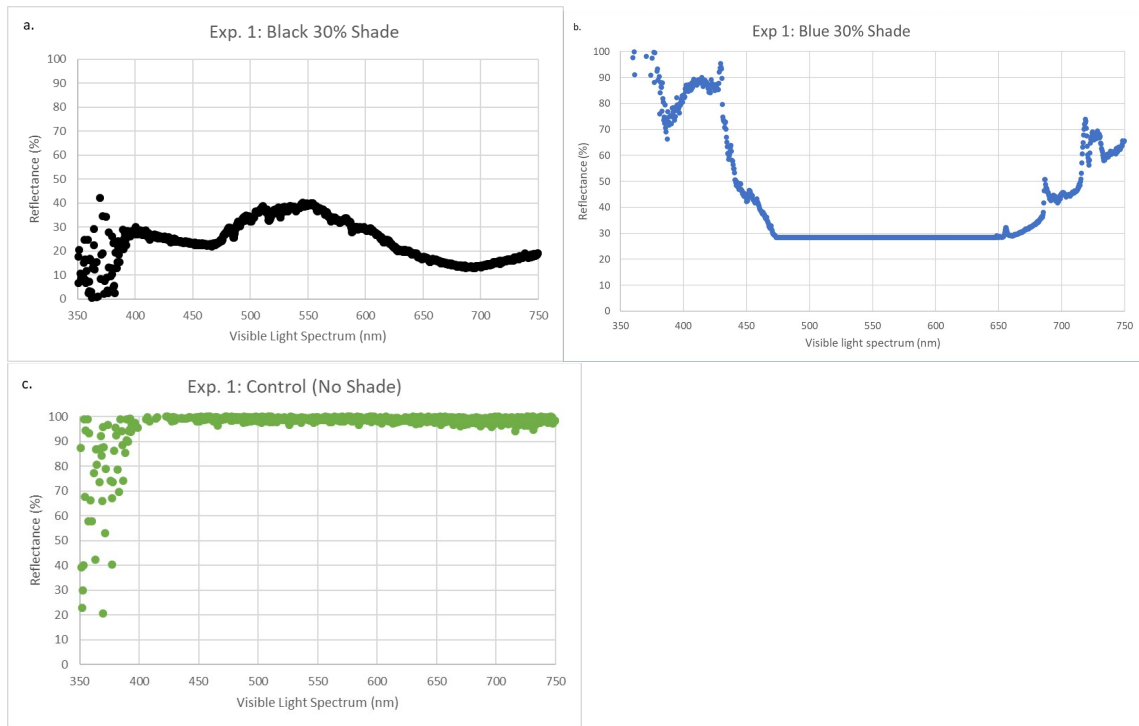 a.
Exp. 1: Black 30% Shade
100
90
80
70
60
50
40
30
20
10
0
Reflectance (%)
350 400 450 500 550 600 650 700 750
Visible Light Spectrum (nm)
b.
Exp 1: Blue 30% Shade
100
90
80
70
60
50
40
30
20
10
0
Reflectance (%)
350 400 450 500 550 600 650 700 750
Visible light spectrum (nm)
c.
Exp. 1: Control (No Shade)
100
90
80
70
60
50
40
30
20
10
0
Reflectance (%)
350 400 450 500 550 600 650 700 750
Visible Light Spectrum (nm)